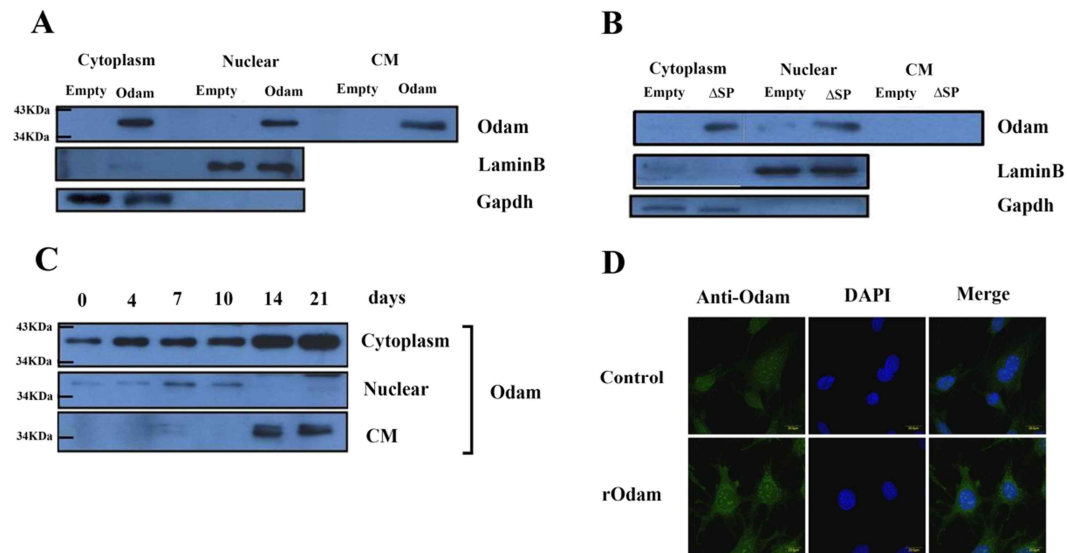 A
Cytoplasm Nuclear CM
Empty Odam Empty Odam Empty Odam
43KDa
34KDa
Odam
LaminB
Gapdh
B
Cytoplasm Nuclear CM
Empty ΔSP Empty ΔSP Empty ΔSP
Odam
LaminB
Gapdh
C
0 4 7 10 14 21 days
43KDa
34KDa
Cytoplasm
34KDa
Nuclear
34KDa
CM
Odam
D
Anti-Odam DAPI Merge
Control
rOdam